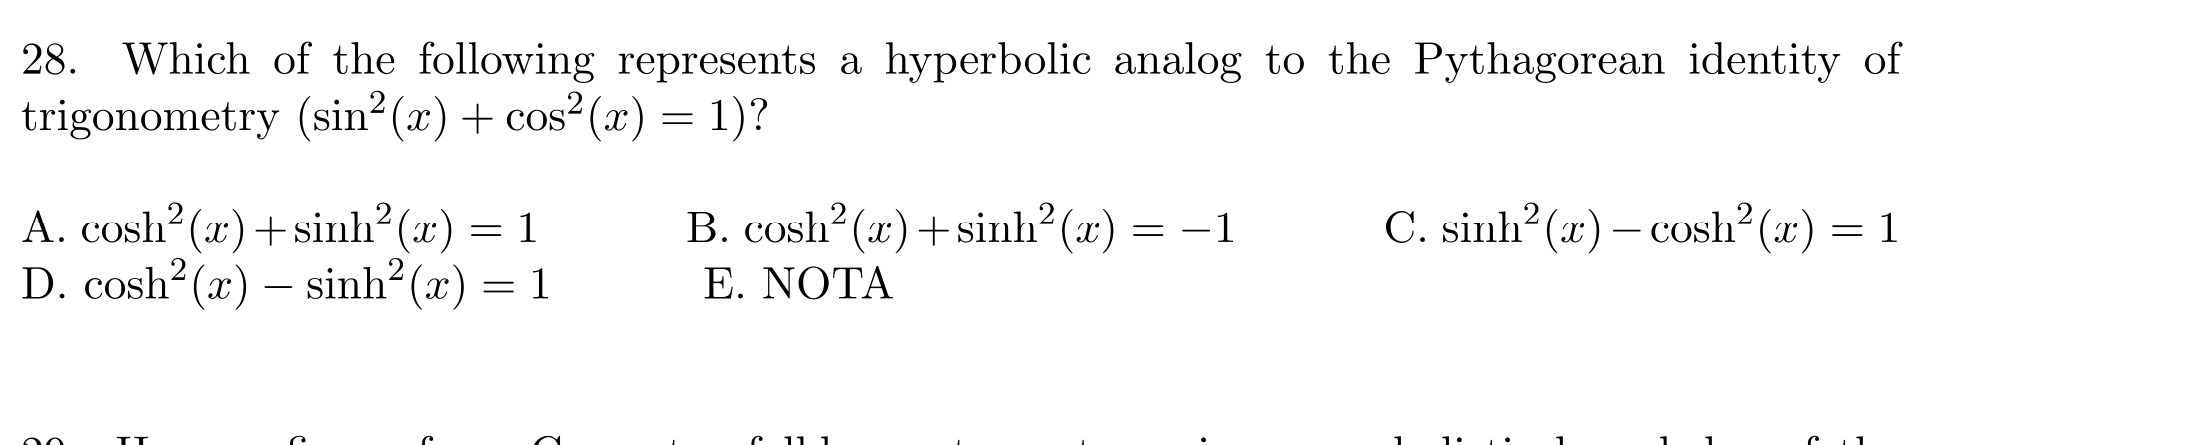 28. Which of the following represents a hyperbolic analog to the Pythagorean identity of
trigonometry (sin²(x) + cos²(x) = 1)?
A. cosh²(x)+sinh²(x) = 1 B. cosh²(x)+sinh²(x) = −1 C. sinh²(x)−cosh²(x) = 1
D. cosh²(x) − sinh²(x) = 1 E. NOTA